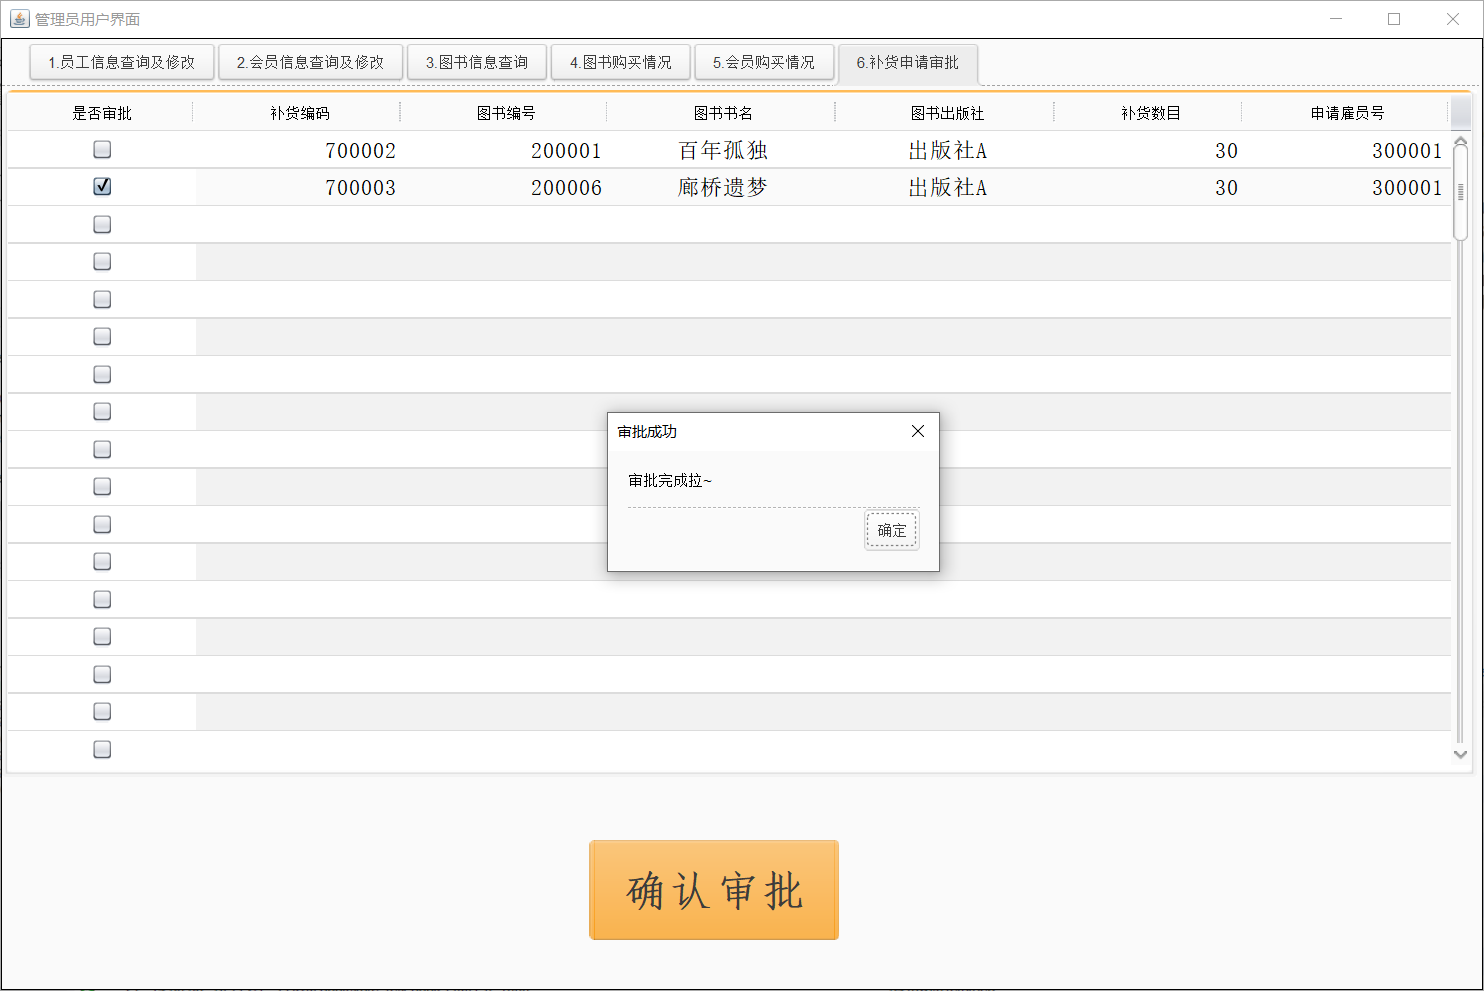 管理员用户界面
1.员工信息查询及修改 2.会员信息查询及修改 3.图书信息查询 4.图书购买情况 5.会员购买情况 6.补货申请审批
是否审批 补货编码 图书编号 图书书名 图书出版社 补货数目 申请雇员号
700002 200001 百年孤独 出版社A 30 300001
700003 200006 廊桥遗梦 出版社A 30 300001
审批成功
审批完成拉~
确定
确认审批